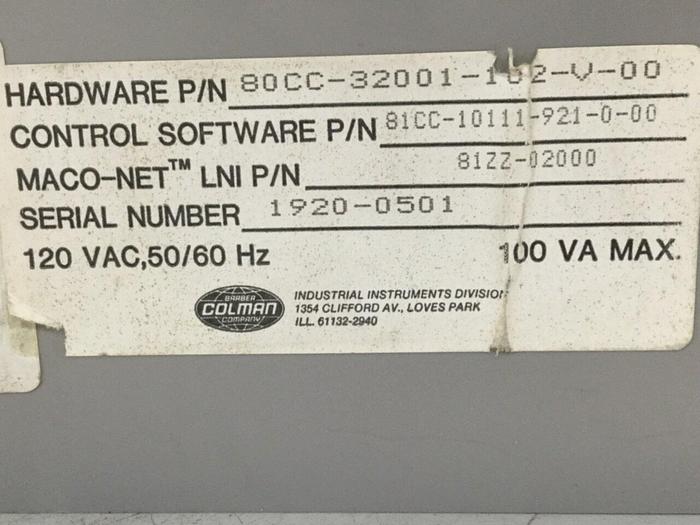 HARDWARE P/N 80CC-32001-102-V-00
CONTROL SOFTWARE P/N 81CC-10111-921-0-00
MACO-NET™ LNI P/N 81ZZ-02000
SERIAL NUMBER 1920-0501
120 VAC,50/60 Hz 100 VA MAX.
BARBER
COLMAN
COMPANY
INDUSTRIAL INSTRUMENTS DIVISION
1354 CLIFFORD AV., LOVES PARK
ILL. 61132-2940